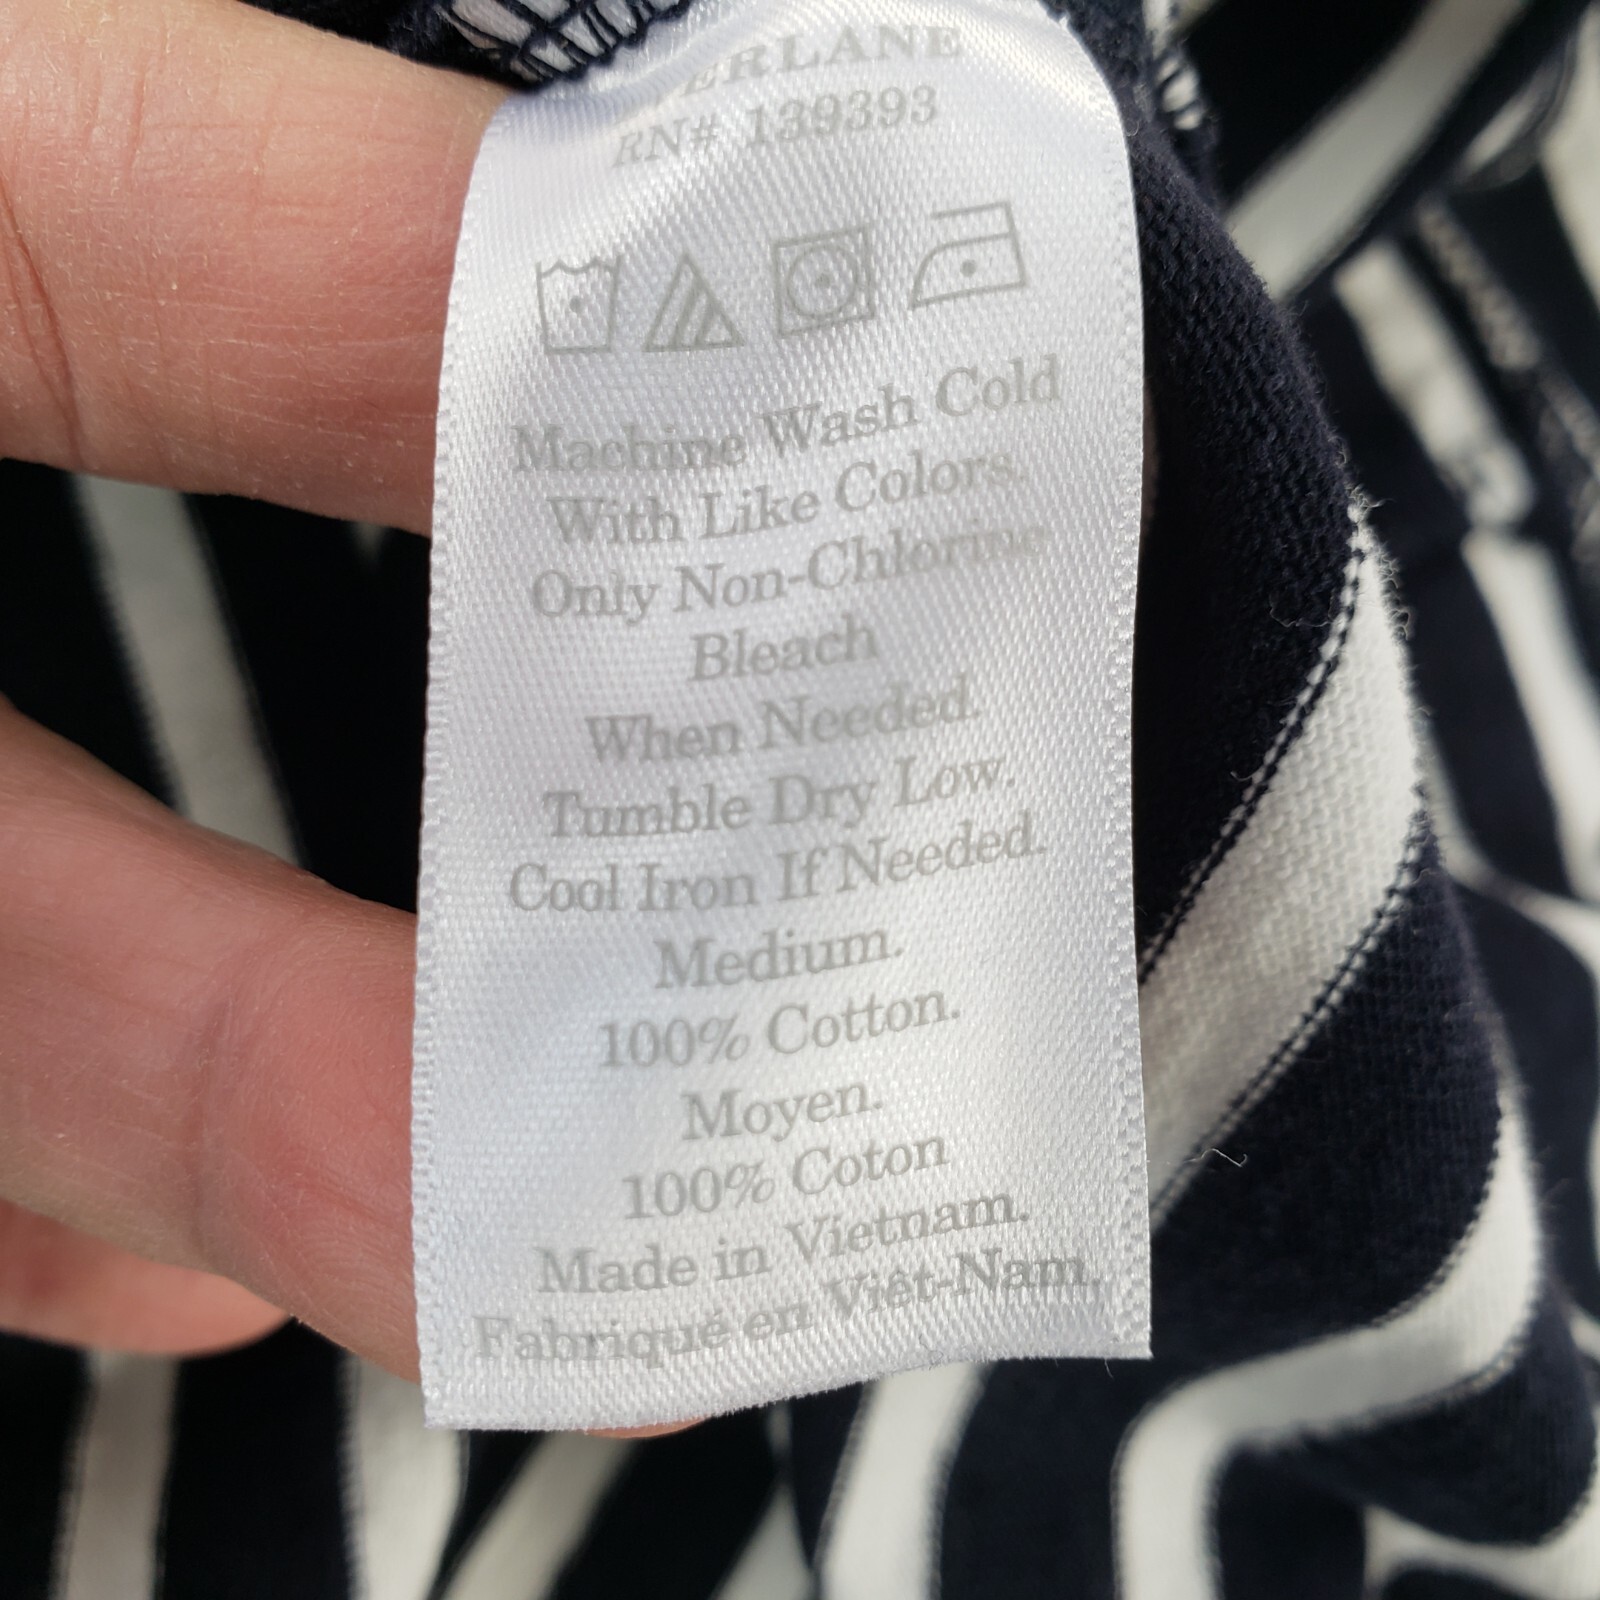 ERLANE
RN# 139393
Machine Wash Cold
With Like Colors.
Only Non-Chlorine
Bleach
When Needed.
Tumble Dry Low.
Cool Iron If Needed.
Medium.
100% Cotton.
Moyen.
100% Coton
Made in Vietnam.
Fabriqué en Viêt-Nam.